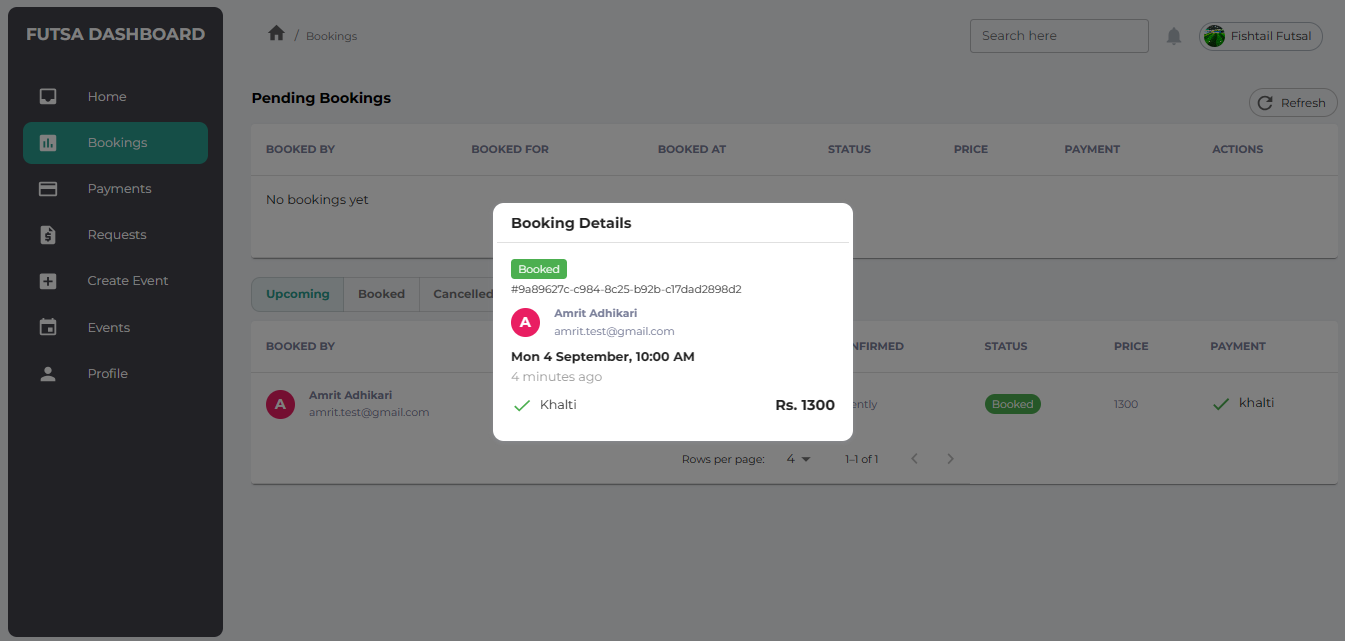 FUTSA DASHBOARD
Home
Bookings
Payments
Requests
Create Event
Events
Profile
/ Bookings
Search here
Fishtail Futsal
Pending Bookings
Refresh
BOOKED BY BOOKED FOR BOOKED AT STATUS PRICE PAYMENT ACTIONS
No bookings yet
Upcoming Booked Cancelled
BOOKED BY NFIRMED STATUS PRICE PAYMENT
A Amrit Adhikari
amrit.test@gmail.com
ently Booked 1300 khalti
Rows per page: 4 1–1 of 1
Booking Details
Booked
#9a89627c-c984-8c25-b92b-c17dad2898d2
A Amrit Adhikari
amrit.test@gmail.com
Mon 4 September, 10:00 AM
4 minutes ago
Khalti Rs. 1300